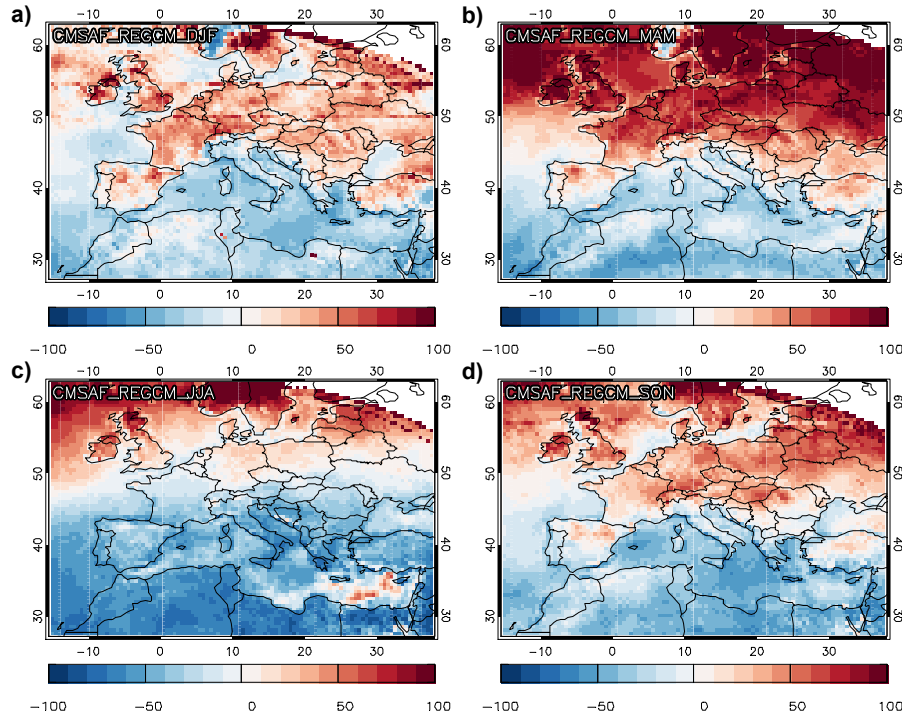 a) b)
-10 0 10 20 30 -10 0 10 20 30
CMSAF_REGCM_DJF CMSAF_REGCM_MAM
60 60 60 60
50 50 50 50
40 40 40 40
30 30 30 30
-10 0 10 20 30 -10 0 10 20 30
-100 -50 0 50 100 -100 -50 0 50 100
c) d)
-10 0 10 20 30 -10 0 10 20 30
CMSAF_REGCM_JJA CMSAF_REGCM_SON
60 60 60 60
50 50 50 50
40 40 40 40
30 30 30 30
-10 0 10 20 30 -10 0 10 20 30
-100 -50 0 50 100 -100 -50 0 50 100